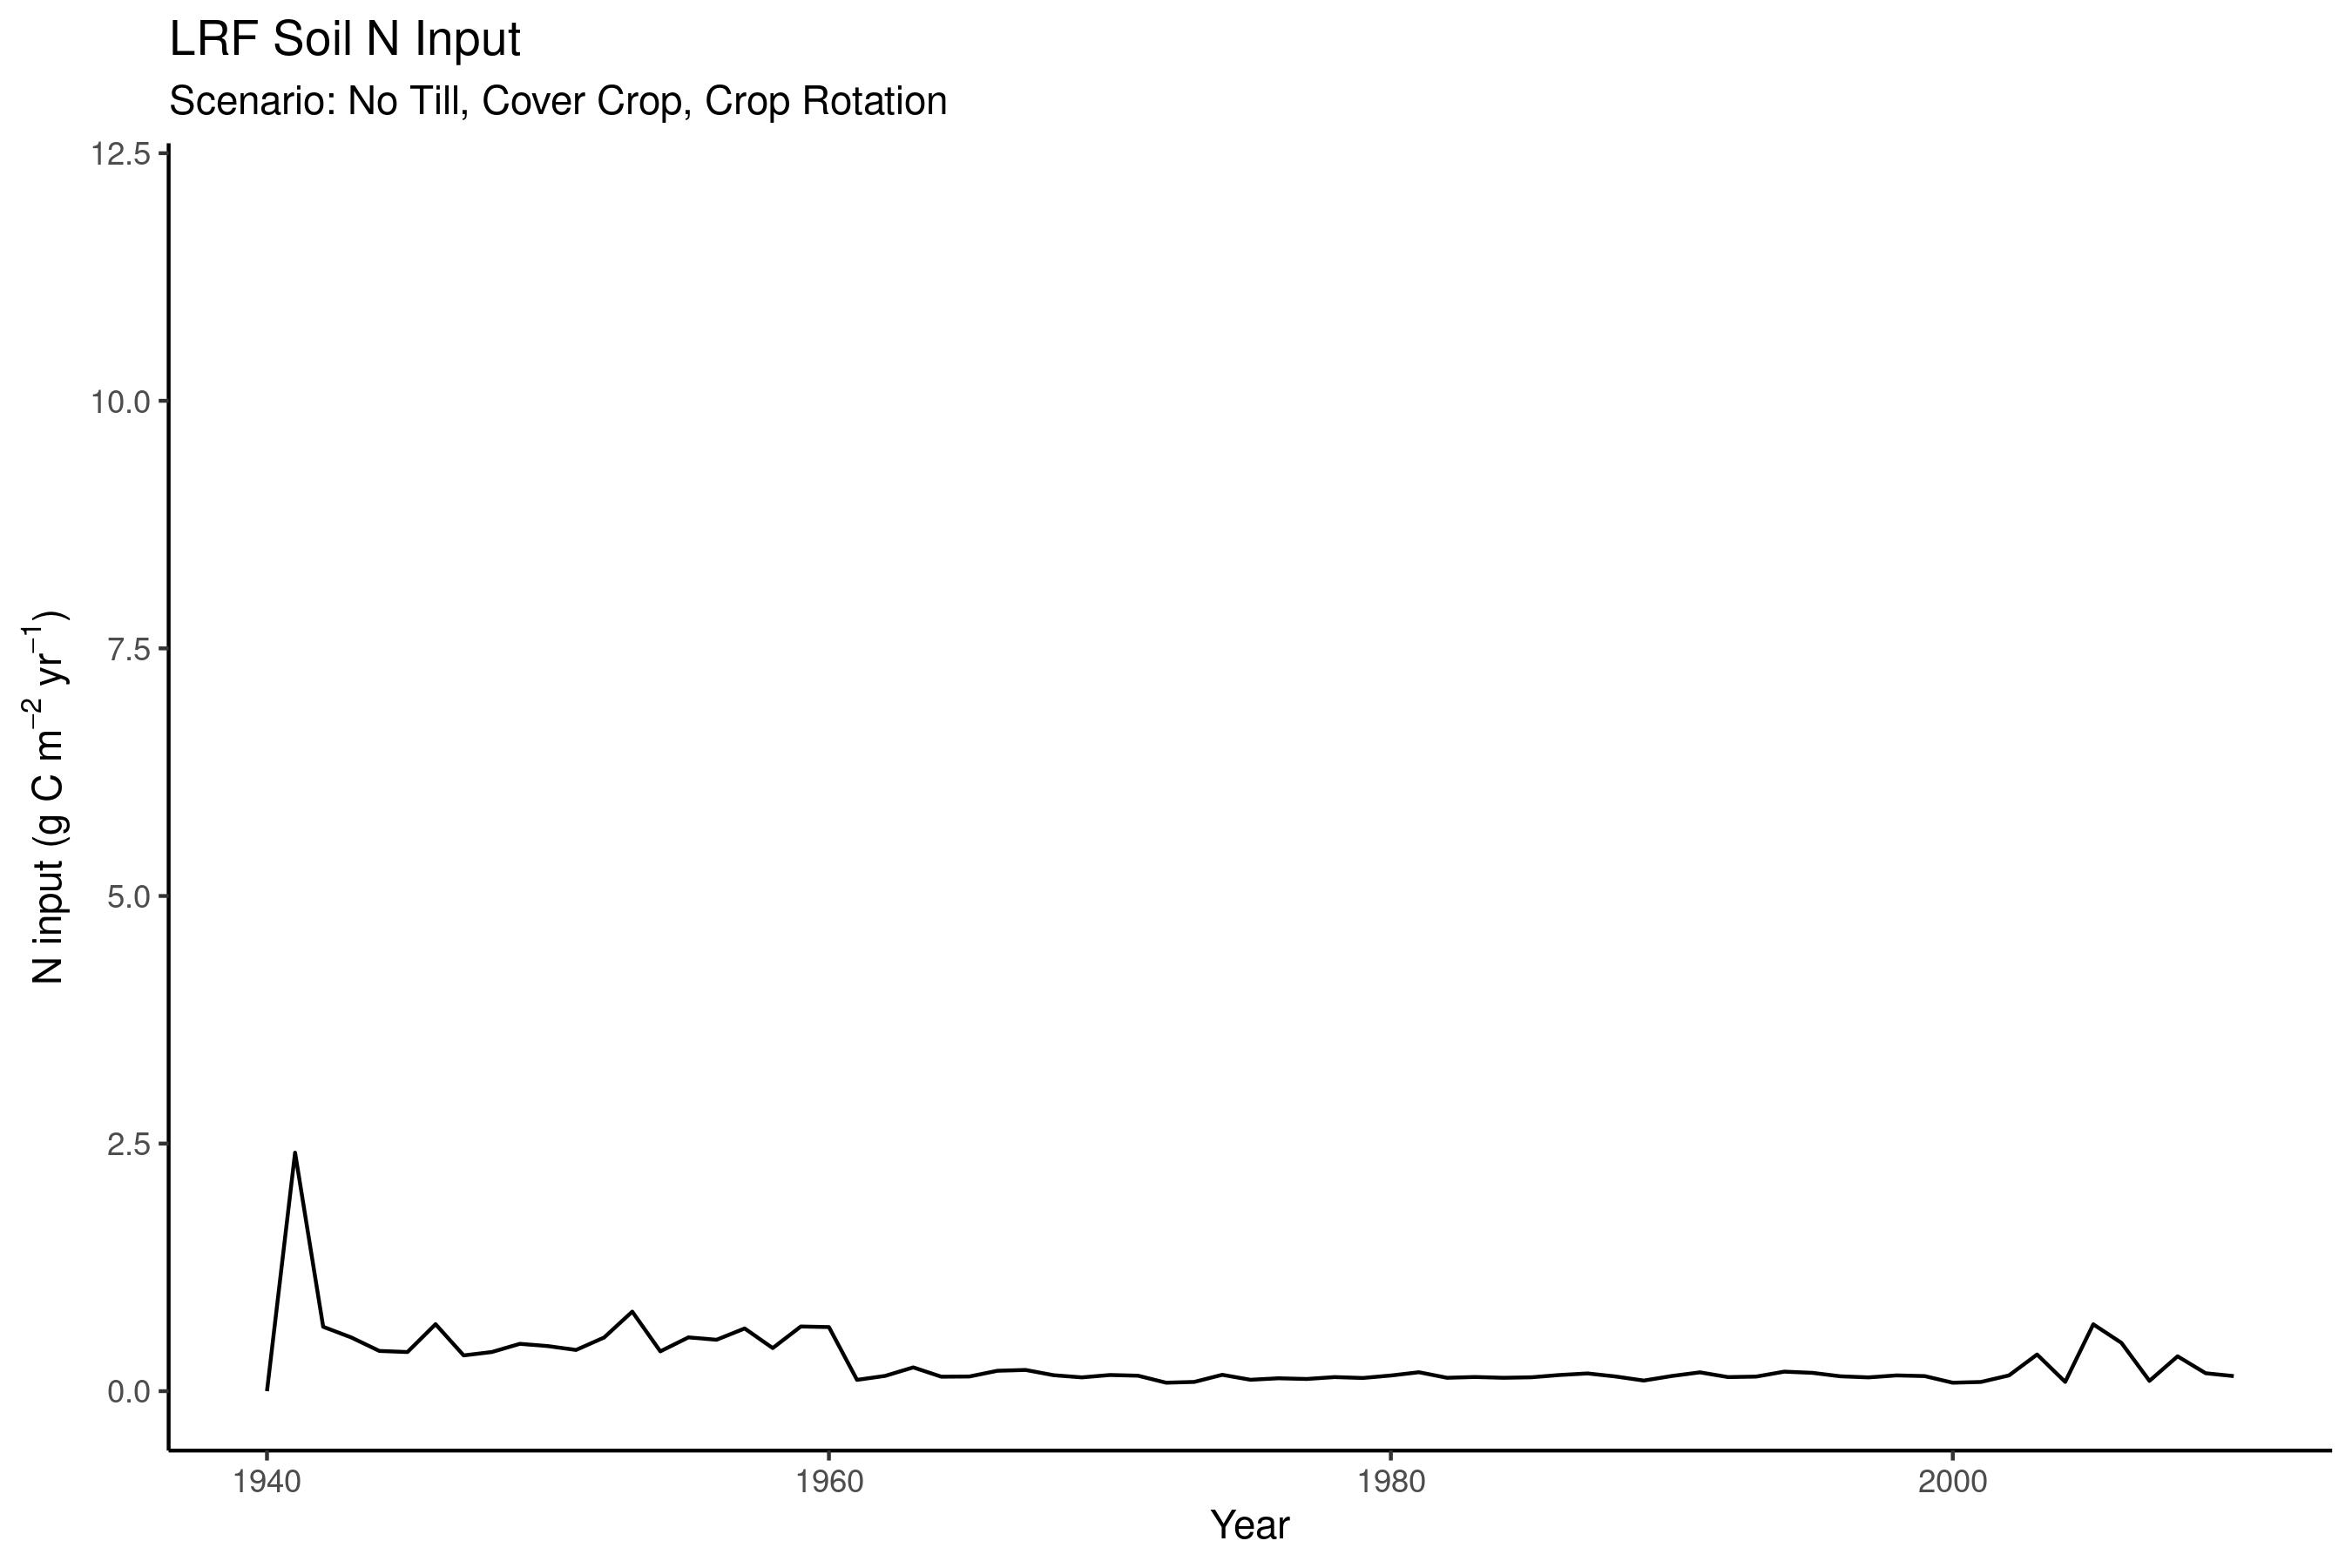 LRF Soil N Input
Scenario: No Till, Cover Crop, Crop Rotation
12.5
10.0
7.5
5.0
2.5
0.0
N input (g C m⁻² yr⁻¹)
1940 1960 1980 2000
Year